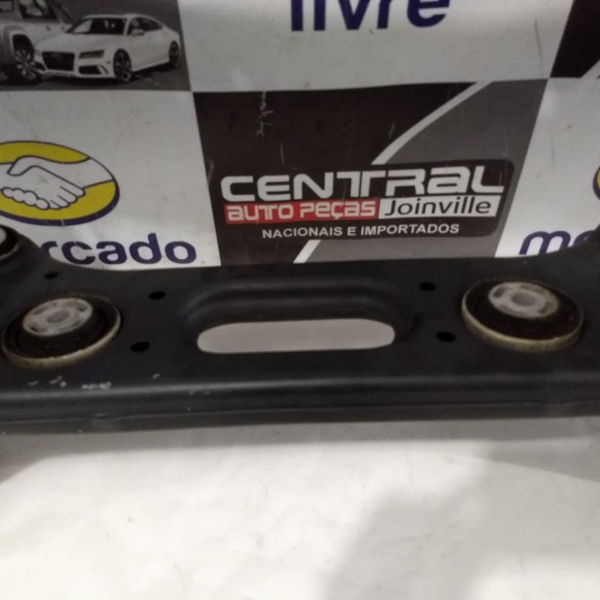 livre
CENTRAL
auto peças Joinville
NACIONAIS E IMPORTADOS
rcado
me